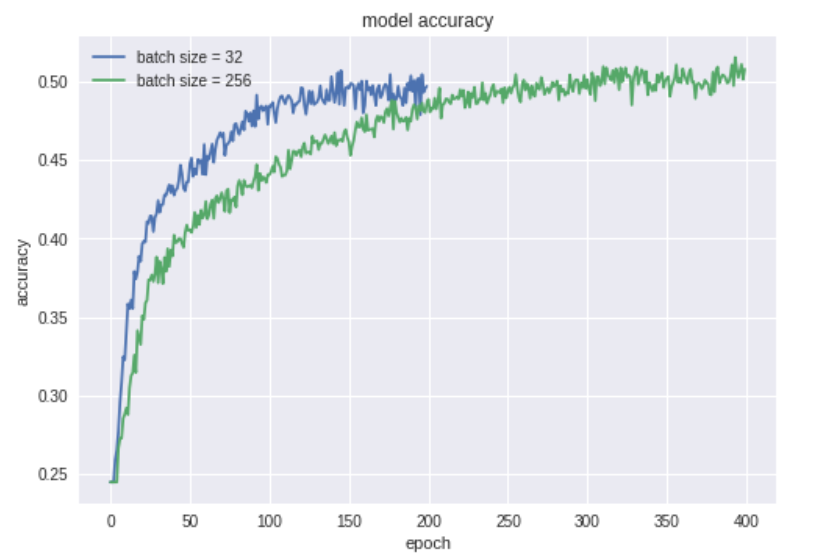 model accuracy
batch size = 32
batch size = 256
0.50
0.45
0.40
0.35
0.30
0.25
accuracy
0 50 100 150 200 250 300 350 400
epoch